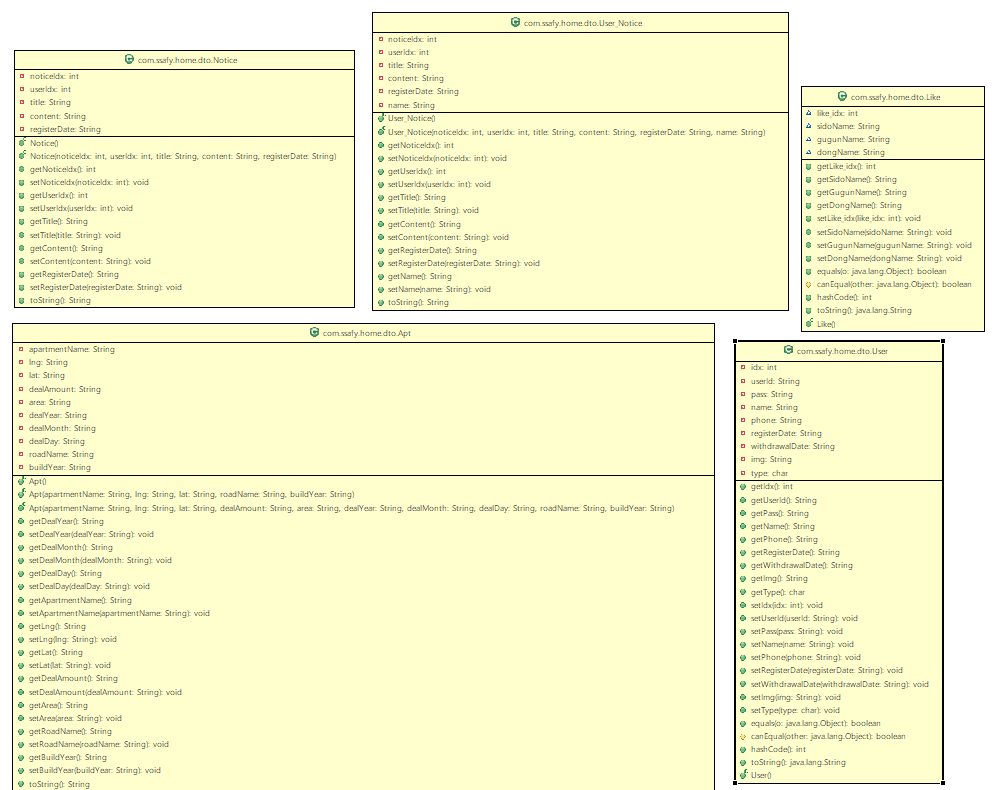 com.ssafy.home.dto.Notice
noticeIdx: int
userIdx: int
title: String
content: String
registerDate: String
Notice()
Notice(noticeIdx: int, userIdx: int, title: String, content: String, registerDate: String)
getNoticeIdx(): int
setNoticeIdx(noticeIdx: int): void
getUserIdx(): int
setUserIdx(userIdx: int): void
getTitle(): String
setTitle(title: String): void
getContent(): String
setContent(content: String): void
getRegisterDate(): String
setRegisterDate(registerDate: String): void
toString(): String
com.ssafy.home.dto.User_Notice
noticeIdx: int
userIdx: int
title: String
content: String
registerDate: String
name: String
User_Notice()
User_Notice(noticeIdx: int, userIdx: int, title: String, content: String, registerDate: String, name: String)
getNoticeIdx(): int
setNoticeIdx(noticeIdx: int): void
getUserIdx(): int
setUserIdx(userIdx: int): void
getTitle(): String
setTitle(title: String): void
getContent(): String
setContent(content: String): void
getRegisterDate(): String
setRegisterDate(registerDate: String): void
getName(): String
setName(name: String): void
toString(): String
com.ssafy.home.dto.Like
like_idx: int
sidoName: String
gugunName: String
dongName: String
getLike_idx(): int
getSidoName(): String
getGugunName(): String
getDongName(): String
setLike_idx(like_idx: int): void
setSidoName(sidoName: String): void
setGugunName(gugunName: String): void
setDongName(dongName: String): void
equals(o: java.lang.Object): boolean
canEqual(other: java.lang.Object): boolean
hashCode(): int
toString(): java.lang.String
Like()
com.ssafy.home.dto.Apt
apartmentName: String
lng: String
lat: String
dealAmount: String
area: String
dealYear: String
dealMonth: String
dealDay: String
roadName: String
buildYear: String
Apt()
Apt(apartmentName: String, lng: String, lat: String, roadName: String, buildYear: String)
Apt(apartmentName: String, lng: String, lat: String, dealAmount: String, area: String, dealYear: String, dealMonth: String, dealDay: String, roadName: String, buildYear: String)
getDealYear(): String
setDealYear(dealYear: String): void
getDealMonth(): String
setDealMonth(dealMonth: String): void
getDealDay(): String
setDealDay(dealDay: String): void
getApartmentName(): String
setApartmentName(apartmentName: String): void
getLng(): String
setLng(lng: String): void
getLat(): String
setLat(lat: String): void
getDealAmount(): String
setDealAmount(dealAmount: String): void
getArea(): String
setArea(area: String): void
getRoadName(): String
setRoadName(roadName: String): void
getBuildYear(): String
setBuildYear(buildYear: String): void
toString(): String
com.ssafy.home.dto.User
idx: int
userId: String
pass: String
name: String
phone: String
registerDate: String
withdrawalDate: String
img: String
type: char
getIdx(): int
getUserId(): String
getPass(): String
getName(): String
getPhone(): String
getRegisterDate(): String
getWithdrawalDate(): String
getImg(): String
getType(): char
setIdx(idx: int): void
setUserId(userId: String): void
setPass(pass: String): void
setName(name: String): void
setPhone(phone: String): void
setRegisterDate(registerDate: String): void
setWithdrawalDate(withdrawalDate: String): void
setImg(img: String): void
setType(type: char): void
equals(o: java.lang.Object): boolean
canEqual(other: java.lang.Object): boolean
hashCode(): int
toString(): java.lang.String
User()